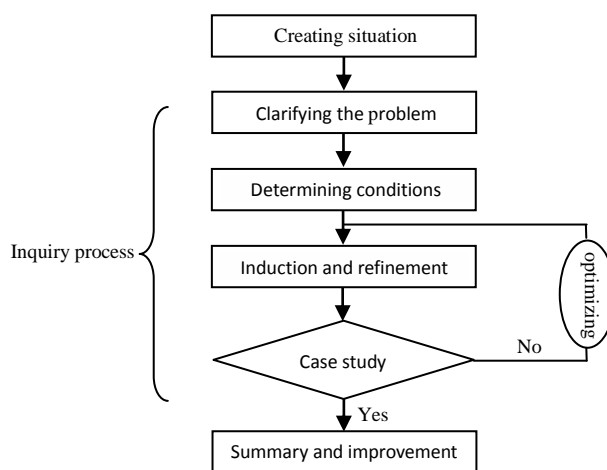 Creating situation
Clarifying the problem
Determining conditions
Inquiry process
Induction and refinement
optimizing
Case study
No
Yes
Summary and improvement